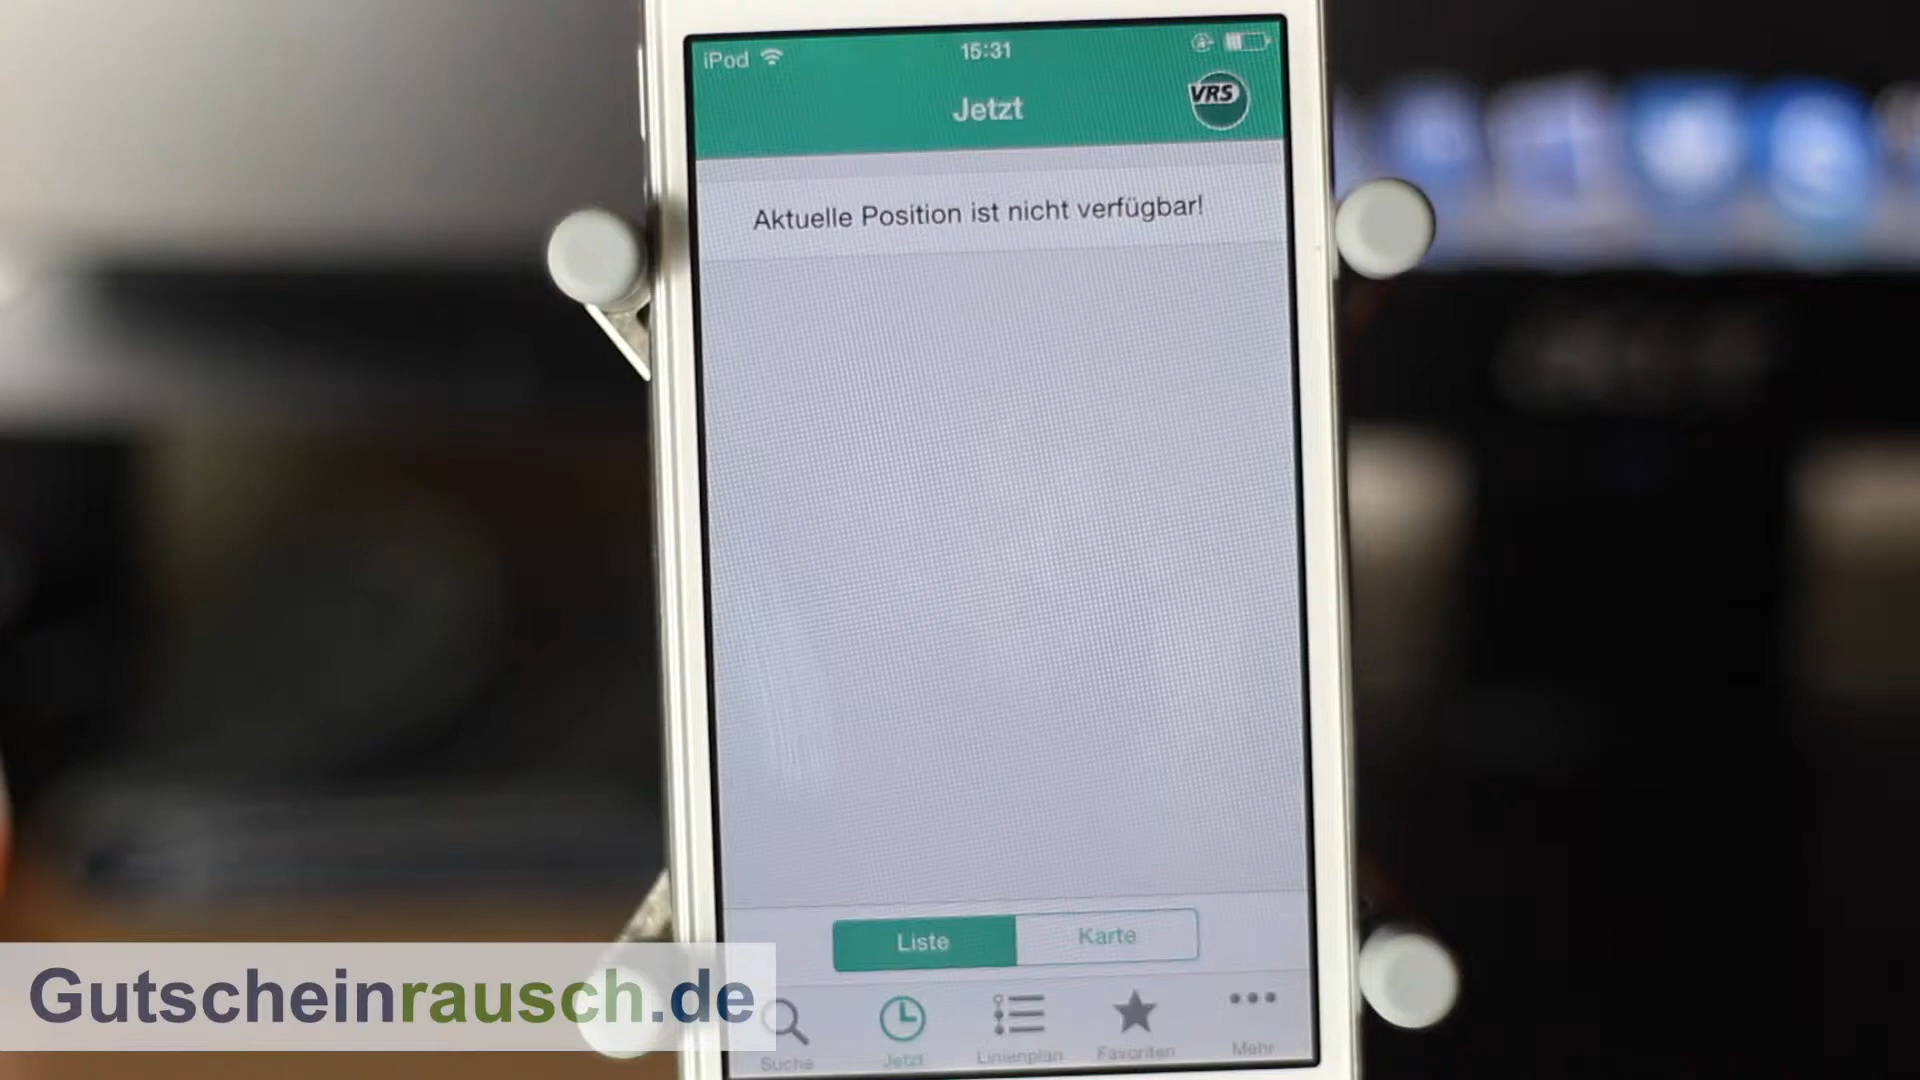 iPod
15:31
Jetzt
VRS
Aktuelle Position ist nicht verfügbar!
Liste
Karte
Suche
Jetzt
Linienplan
Favoriten
Mehr
Gutscheinrausch.de